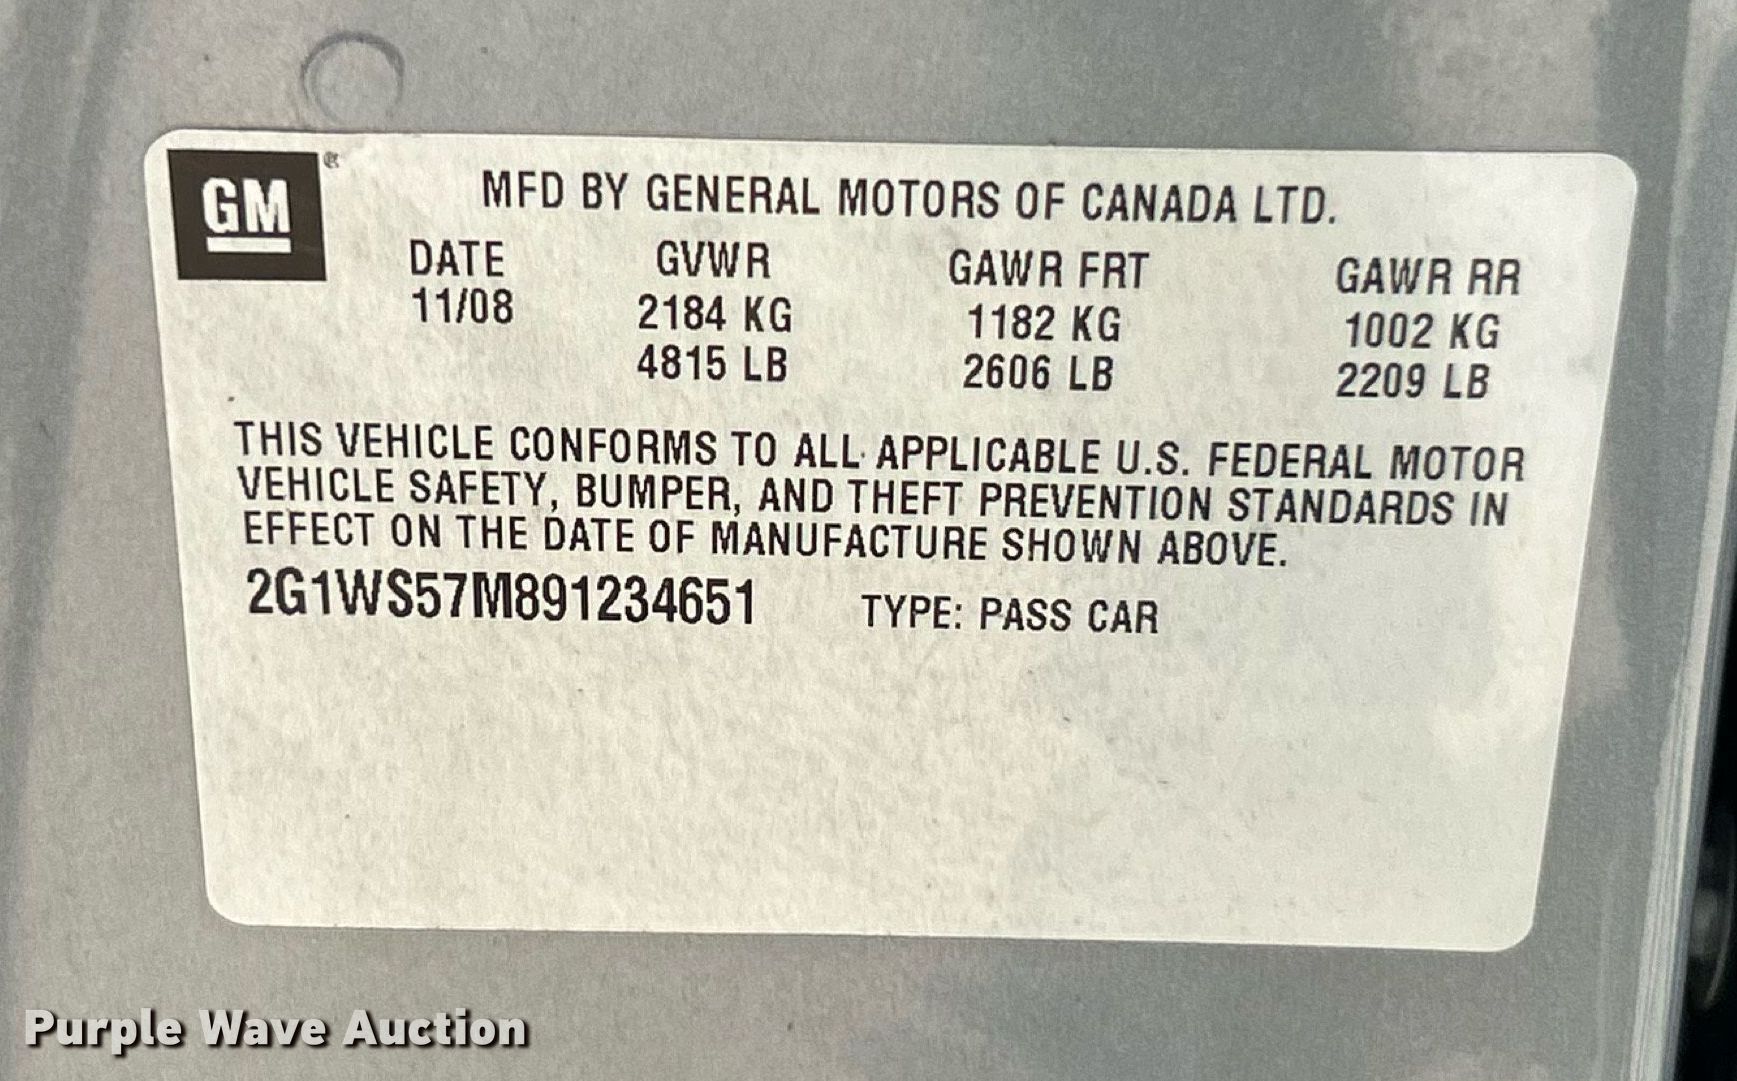 GM ®
MFD BY GENERAL MOTORS OF CANADA LTD.
DATE GVWR GAWR FRT GAWR RR
11/08 2184 KG 1182 KG 1002 KG
4815 LB 2606 LB 2209 LB
THIS VEHICLE CONFORMS TO ALL APPLICABLE U.S. FEDERAL MOTOR
VEHICLE SAFETY, BUMPER, AND THEFT PREVENTION STANDARDS IN
EFFECT ON THE DATE OF MANUFACTURE SHOWN ABOVE.
2G1WS57M891234651 TYPE: PASS CAR
Purple Wave Auction